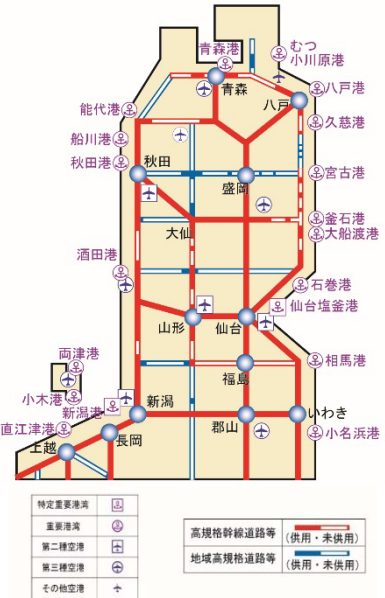 青森港
むつ
小川原港
青森
八戸
八戸港
能代港
久慈港
船川港
秋田港
秋田
盛岡
宮古港
大仙
釜石港
大船渡港
酒田港
石巻港
仙台塩釜港
山形
仙台
両津港
相馬港
福島
小木港
新潟港
新潟
いわき
直江津港
長岡
郡山
小名浜港
上越
特定重要港湾
重要港湾
第二種空港
第三種空港
その他空港
高規格幹線道路等
(供用・未供用)
地域高規格道路等
(供用・未供用)